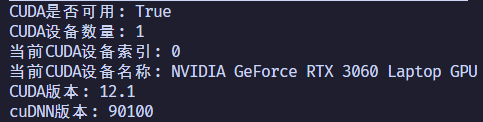 CUDA是否可用: True
CUDA设备数量: 1
当前CUDA设备索引: 0
当前CUDA设备名称: NVIDIA GeForce RTX 3060 Laptop GPU
CUDA版本: 12.1
cuDNN版本: 90100